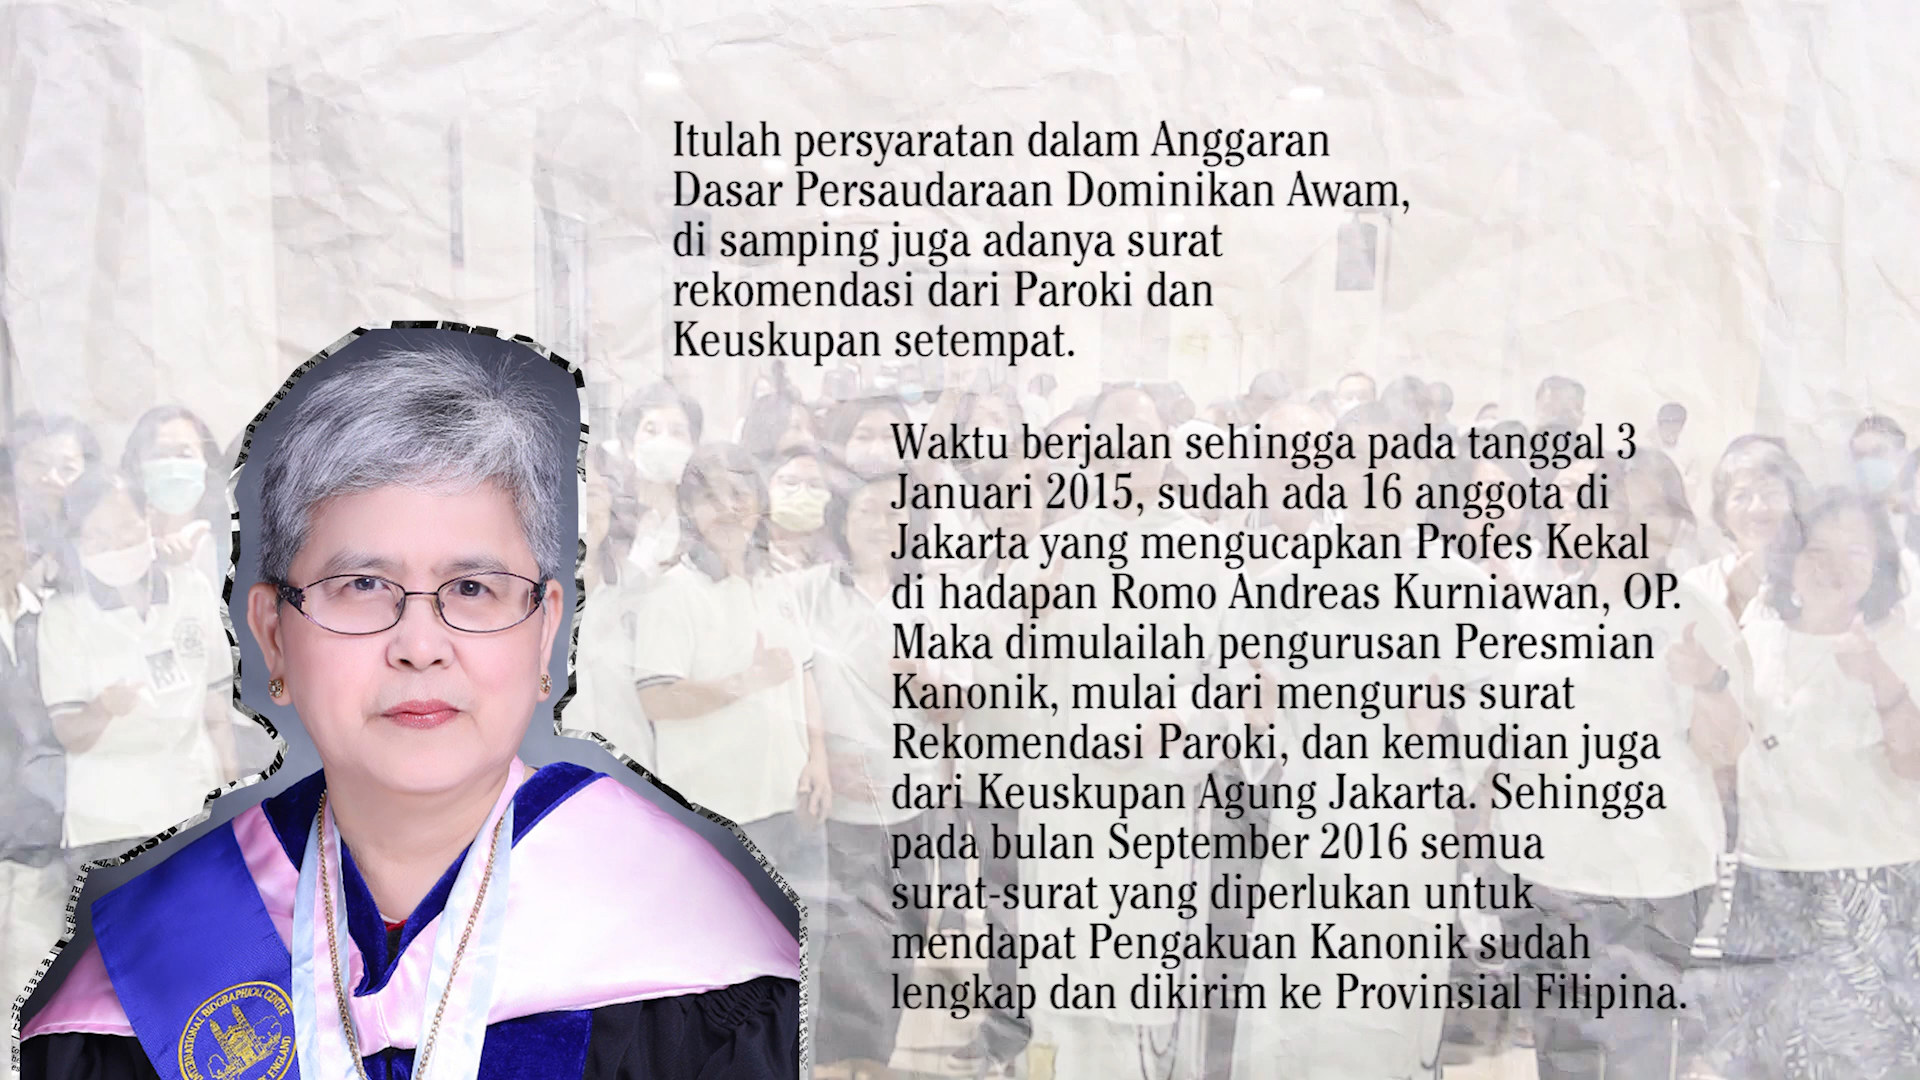 Itulah persyaratan dalam Anggaran
Dasar Persaudaraan Dominikan Awam,
di samping juga adanya surat
rekomendasi dari Paroki dan
Keuskupan setempat.
Waktu berjalan sehingga pada tanggal 3
Januari 2015, sudah ada 16 anggota di
Jakarta yang mengucapkan Profes Kekal
di hadapan Romo Andreas Kurniawan, OP.
Maka dimulailah pengurusan Peresmian
Kanonik, mulai dari mengurus surat
Rekomendasi Paroki, dan kemudian juga
dari Keuskupan Agung Jakarta. Sehingga
pada bulan September 2016 semua
surat-surat yang diperlukan untuk
mendapat Pengakuan Kanonik sudah
lengkap dan dikirim ke Provinsial Filipina.
INTERNATIONAL BIOGRAPHICAL CENTRE
ENGLAND